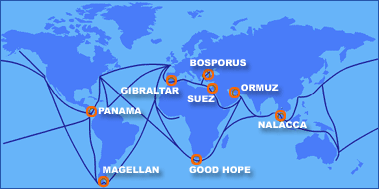 BOSPORUS
GIBRALTAR
ORMUZ
SUEZ
PANAMA
NALACCA
MAGELLAN
GOOD HOPE